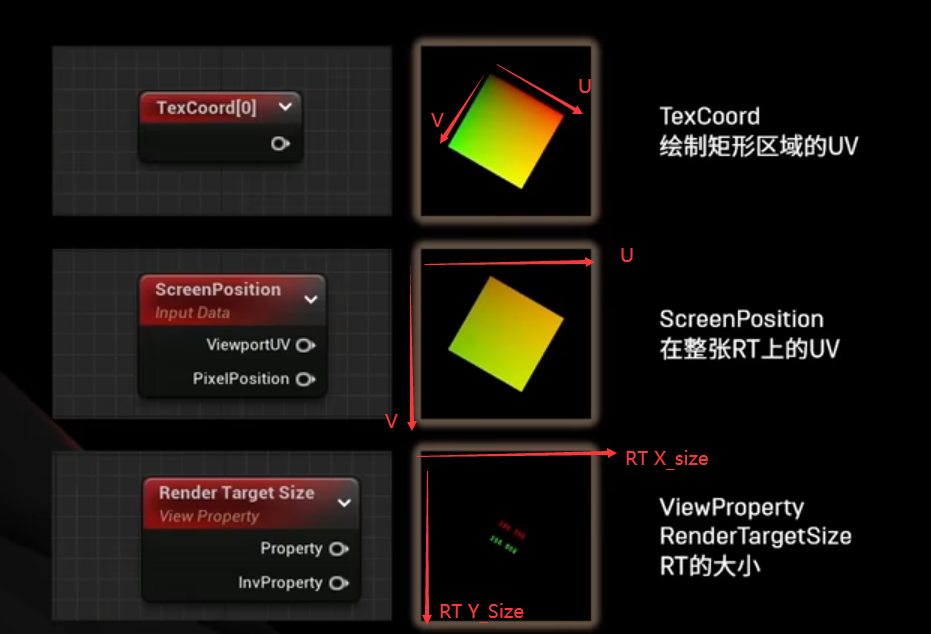 TexCoord[0]
U
V
TexCoord
绘制矩形区域的UV
ScreenPosition
Input Data
ViewportUV
PixelPosition
U
V
ScreenPosition
在整张RT上的UV
Render Target Size
View Property
Property
InvProperty
RT X_size
RT Y_Size
ViewProperty
RenderTargetSize
RT的大小